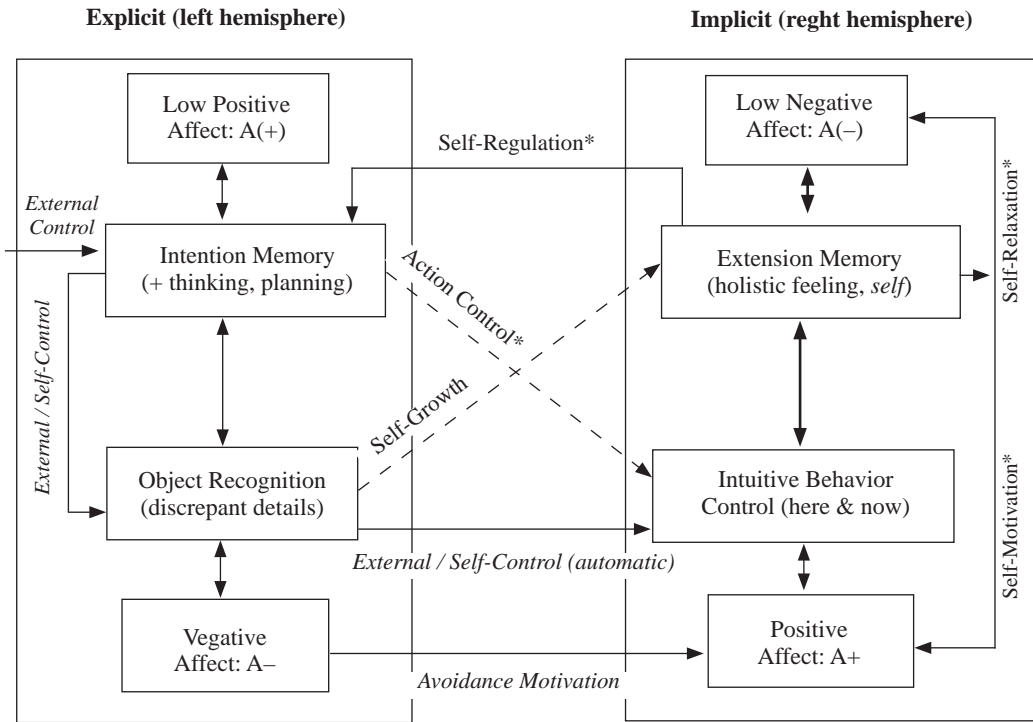 Explicit (left hemisphere)
Implicit (reght hemisphere)
Low Positive
Affect: A(+)
Low Negative
Affect: A(–)
Self-Regulation*
External
Control
Self-Relaxation*
Intention Memory
(+ thinking, planning)
Action Control*
Extension Memory
(holistic feeling, self)
External / Self-Control
Self-Growth
Object Recognition
(discrepant details)
Intuitive Behavior
Control (here & now)
Self-Motivation*
External / Self-Control (automatic)
Vegative
Affect: A–
Positive
Affect: A+
Avoidance Motivation